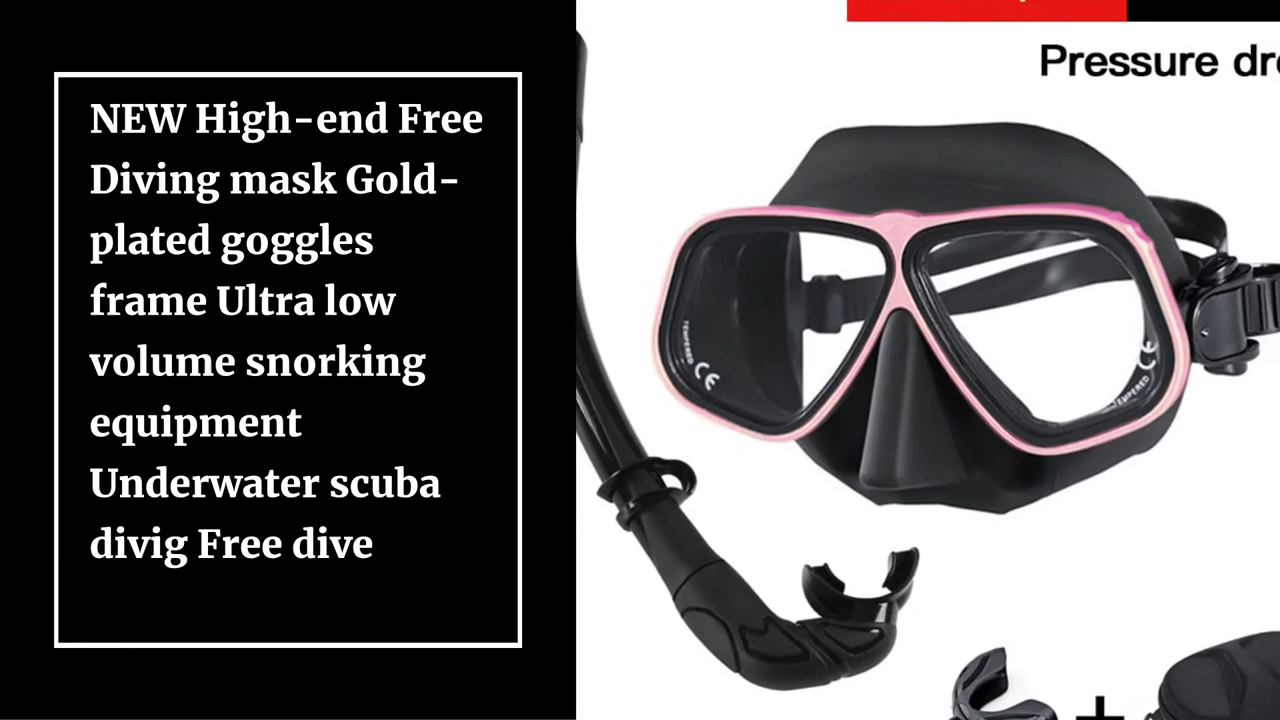 NEW High-end Free
Diving mask Gold-
plated goggles
frame Ultra low
volume snorking
equipment
Underwater scuba
divig Free dive
Pressure
TEMPERED
CE
CE
TEMPERED
+